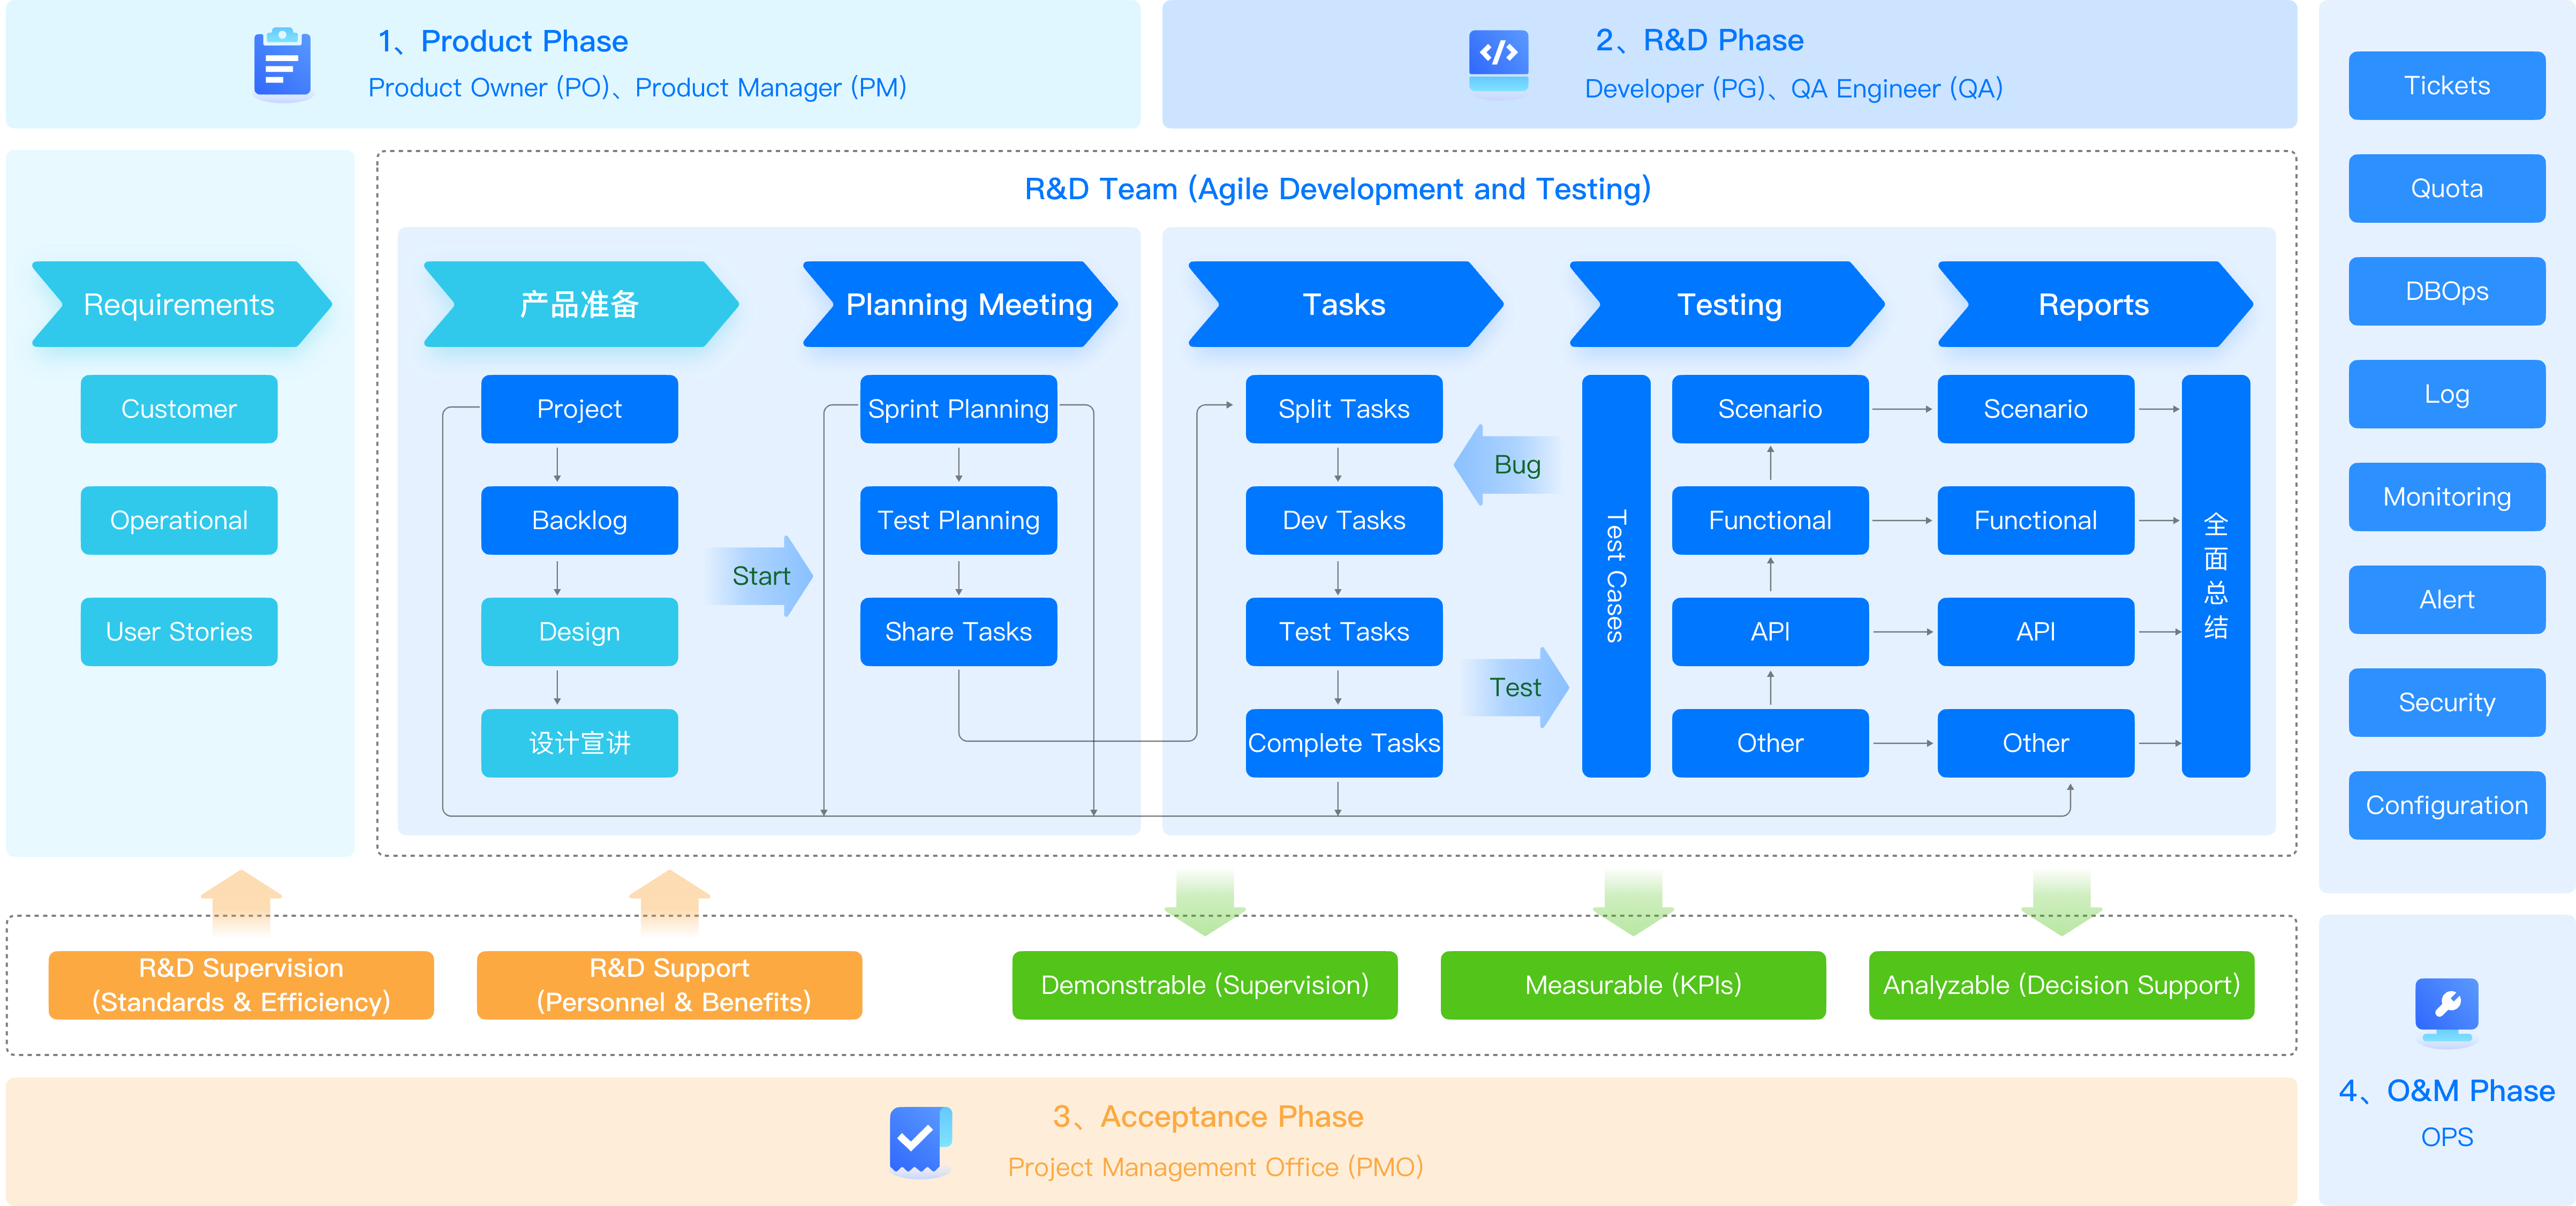 1、Product Phase
Product Owner (PO)、Product Manager (PM)
2、R&D Phase
Developer (PG)、QA Engineer (QA)
R&D Team (Agile Development and Testing)
Requirements
Customer
Operational
User Stories
产品准备
Project
Backlog
Design
设计宣讲
Start
Planning Meeting
Sprint Planning
Test Planning
Share Tasks
Tasks
Split Tasks
Dev Tasks
Test Tasks
Complete Tasks
Bug
Test
Testing
Test Cases
Scenario
Functional
API
Other
Reports
Scenario
Functional
API
Other
全面总结
Tickets
Quota
DBOps
Log
Monitoring
Alert
Security
Configuration
R&D Supervision
(Standards & Efficiency)
R&D Support
(Personnel & Benefits)
Demonstrable (Supervision)
Measurable (KPIs)
Analyzable (Decision Support)
3、Acceptance Phase
Project Management Office (PMO)
4、O&M Phase
OPS